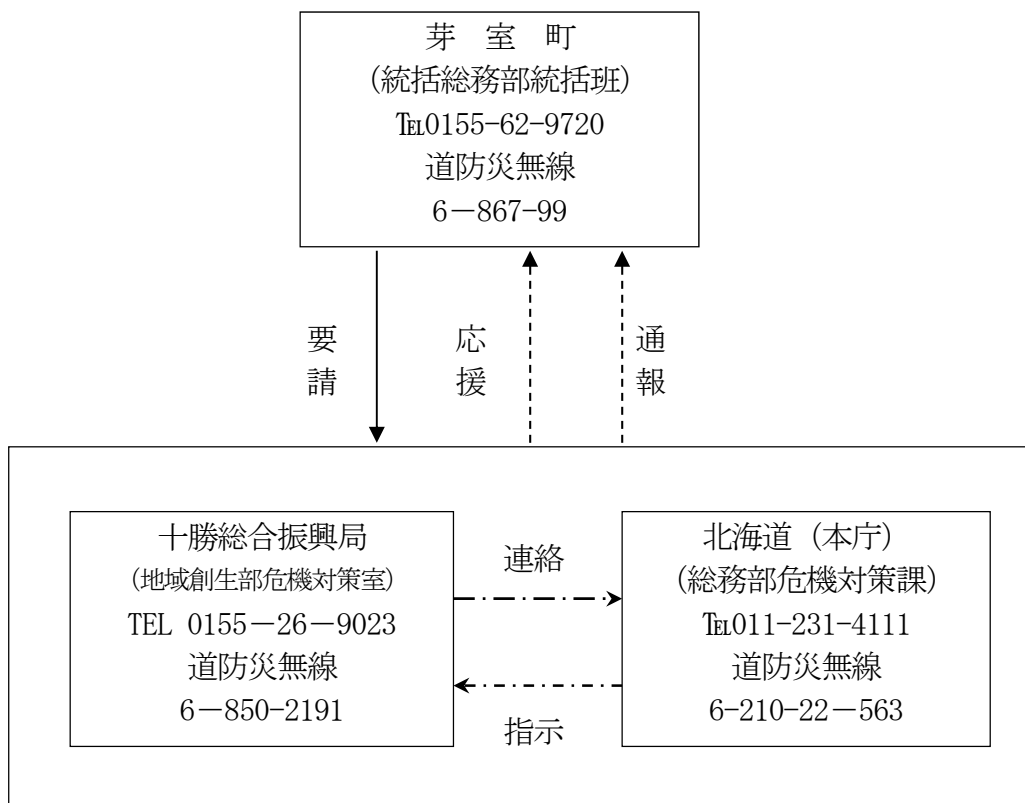 芽　室　町
(統括総務部統括班)
℡0155-62-9720
道防災無線
6－867-99
要請
応援
通報
十勝総合振興局
(地域創生部危機対策室)
TEL 0155－26－9023
道防災無線
6－850-2191
連絡
指示
北海道 (本庁)
(総務部危機対策課)
℡011-231-4111
道防災無線
6-210-22－563